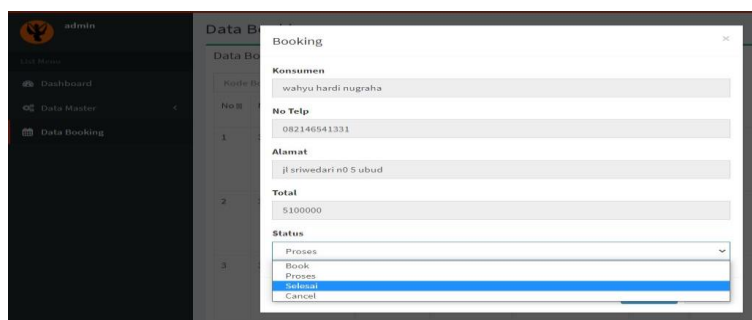 admin
List Menu
Dashboard
Data Master
Data Booking
Data B
Data Bo
Kode Bo
No
1
2
3
Booking
×
Konsumen
wahyu hardi nugraha
No Telp
082146541331
Alamat
jl sriwedari n0 5 ubud
Total
5100000
Status
Proses
Book
Proses
Selesai
Cancel